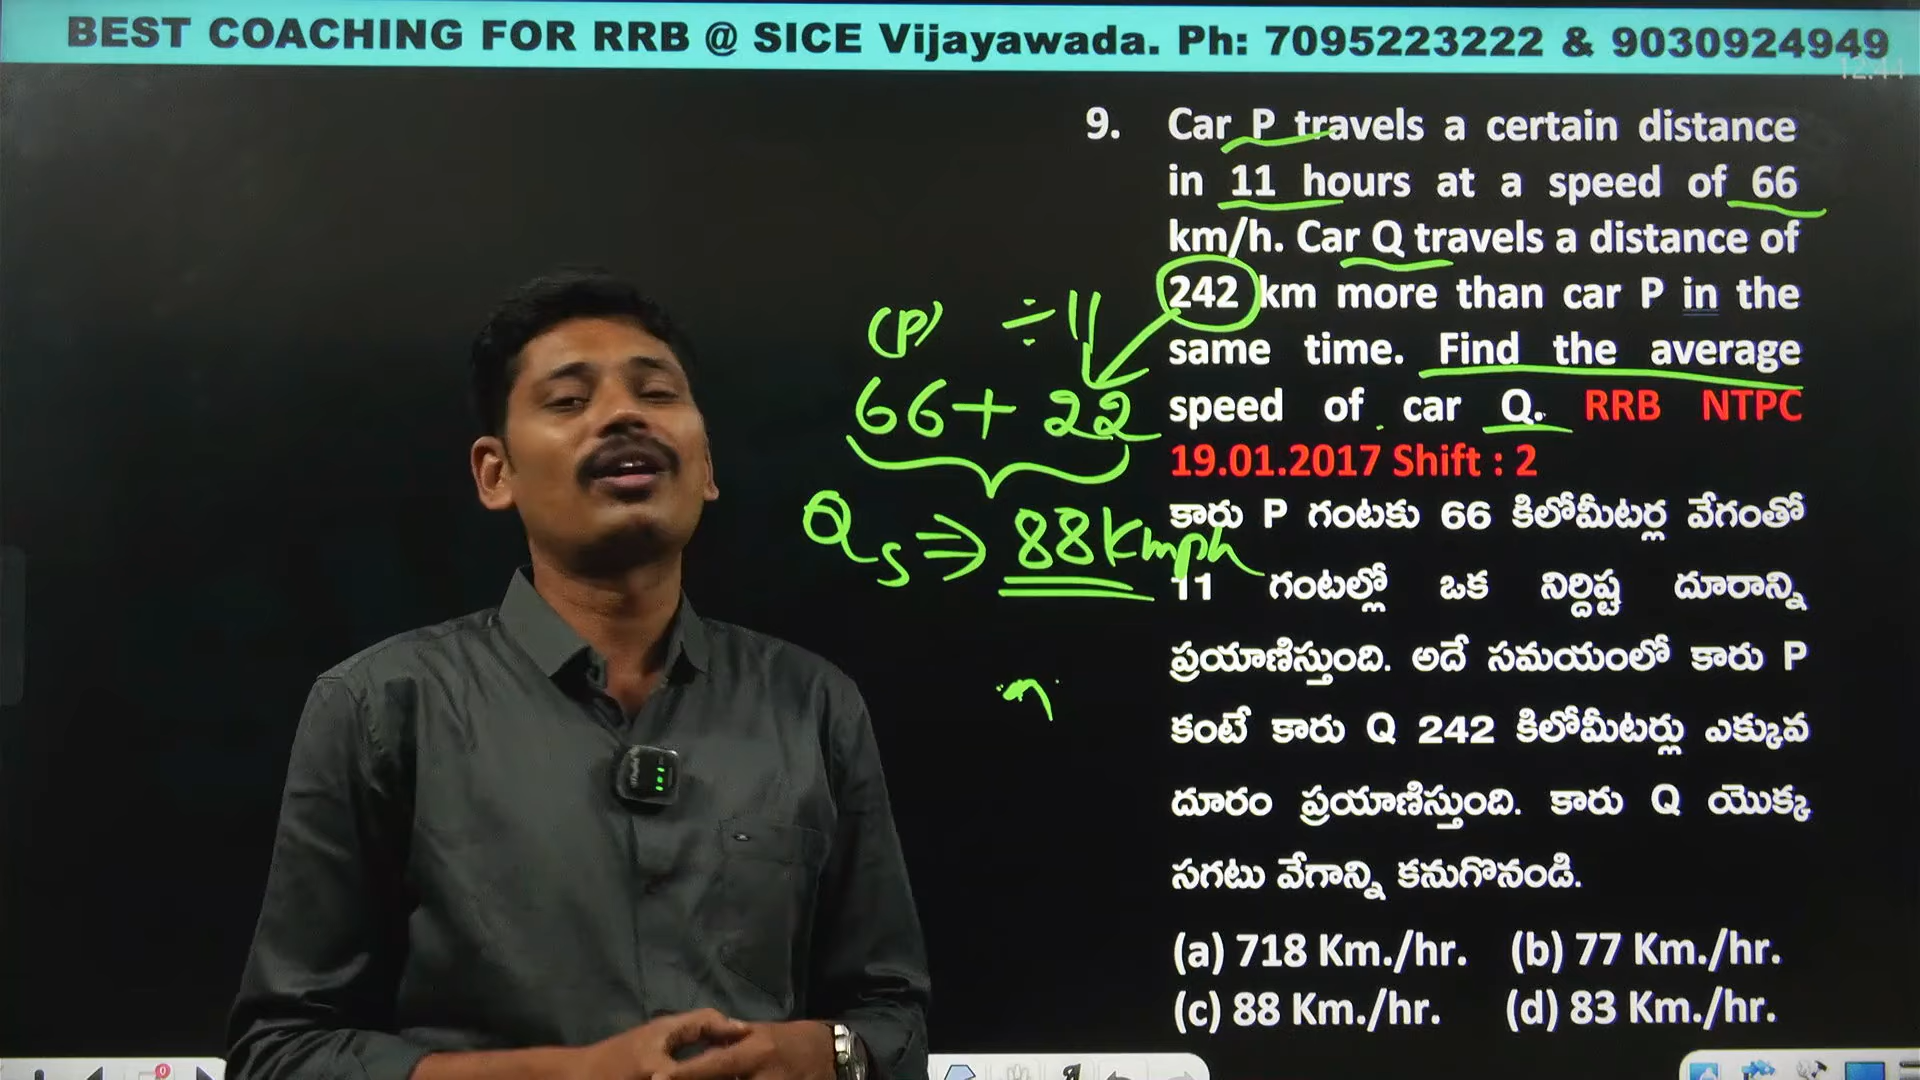 BEST COACHING FOR RRB @ SICE Vijayawada. Ph: 7095223222 & 9030924949
12:41
9. Car P travels a certain distance
in 11 hours at a speed of 66
km/h. Car Q travels a distance of
242 km more than car P in the
same time. Find the average
speed of car Q. RRB NTPC
19.01.2017 Shift : 2
కారు P గంటకు 66 కిలోమీటర్ల వేగంతో
11 గంటల్లో ఒక నిర్దిష్ట దూరాన్ని
ప్రయాణిస్తుంది. అదే సమయంలో కారు P
కంటే కారు Q 242 కిలోమీటర్లు ఎక్కువ
దూరం ప్రయాణిస్తుంది. కారు Q యొక్క
సగటు వేగాన్ని కనుగొనండి.
(a) 718 Km./hr. (b) 77 Km./hr.
(c) 88 Km./hr. (d) 83 Km./hr.
(P) ÷ 11
66 + 22
Qs ⇒ 88 Kmph